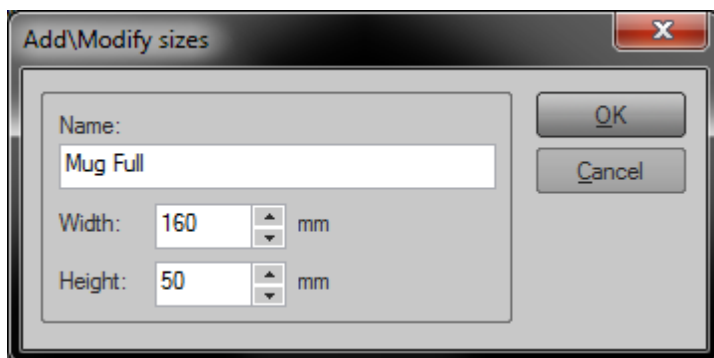 Add\Modify sizes
Name:
Mug Full
Width: 160 mm
Height: 50 mm
OK
Cancel